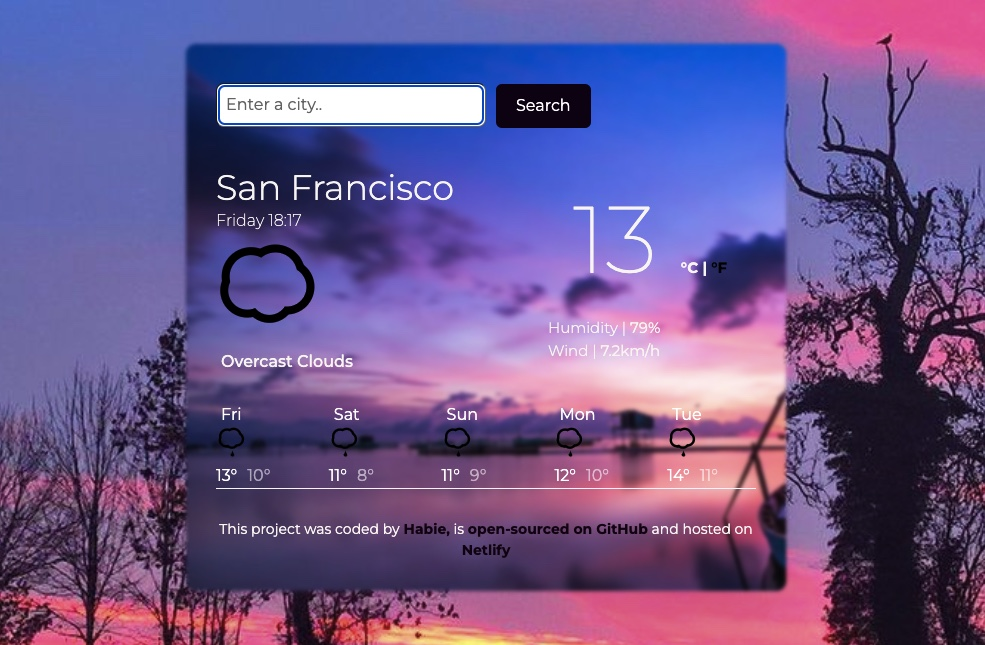 Enter a city..
Search
San Francisco
Friday 18:17
13
°C | °F
Humidity | 79%
Wind | 7.2km/h
Overcast Clouds
Fri Sat Sun Mon Tue
13° 10° 11° 8° 11° 9° 12° 10° 14° 11°
This project was coded by Habie, is open-sourced on GitHub and hosted on
Netlify